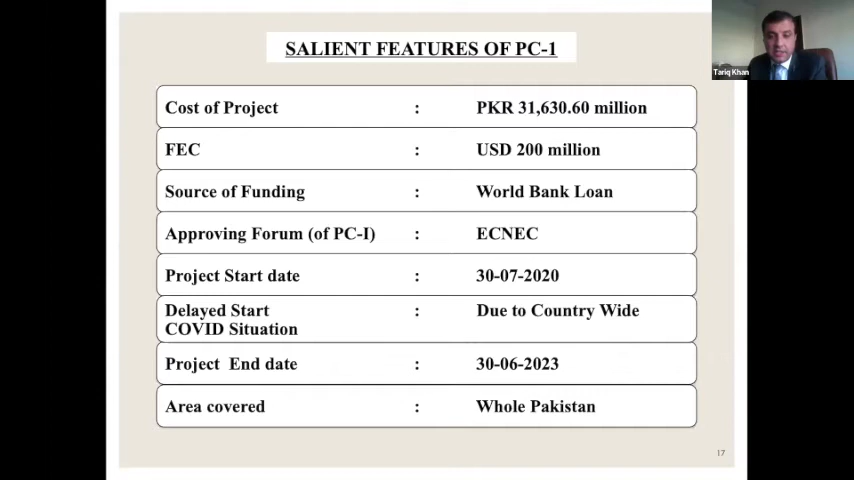 SALIENT FEATURES OF PC-1
Tariq Khan
Cost of Project : PKR 31,630.60 million
FEC : USD 200 million
Source of Funding : World Bank Loan
Approving Forum (of PC-I) : ECNEC
Project Start date : 30-07-2020
Delayed Start : Due to Country Wide
COVID Situation
Project End date : 30-06-2023
Area covered : Whole Pakistan
17